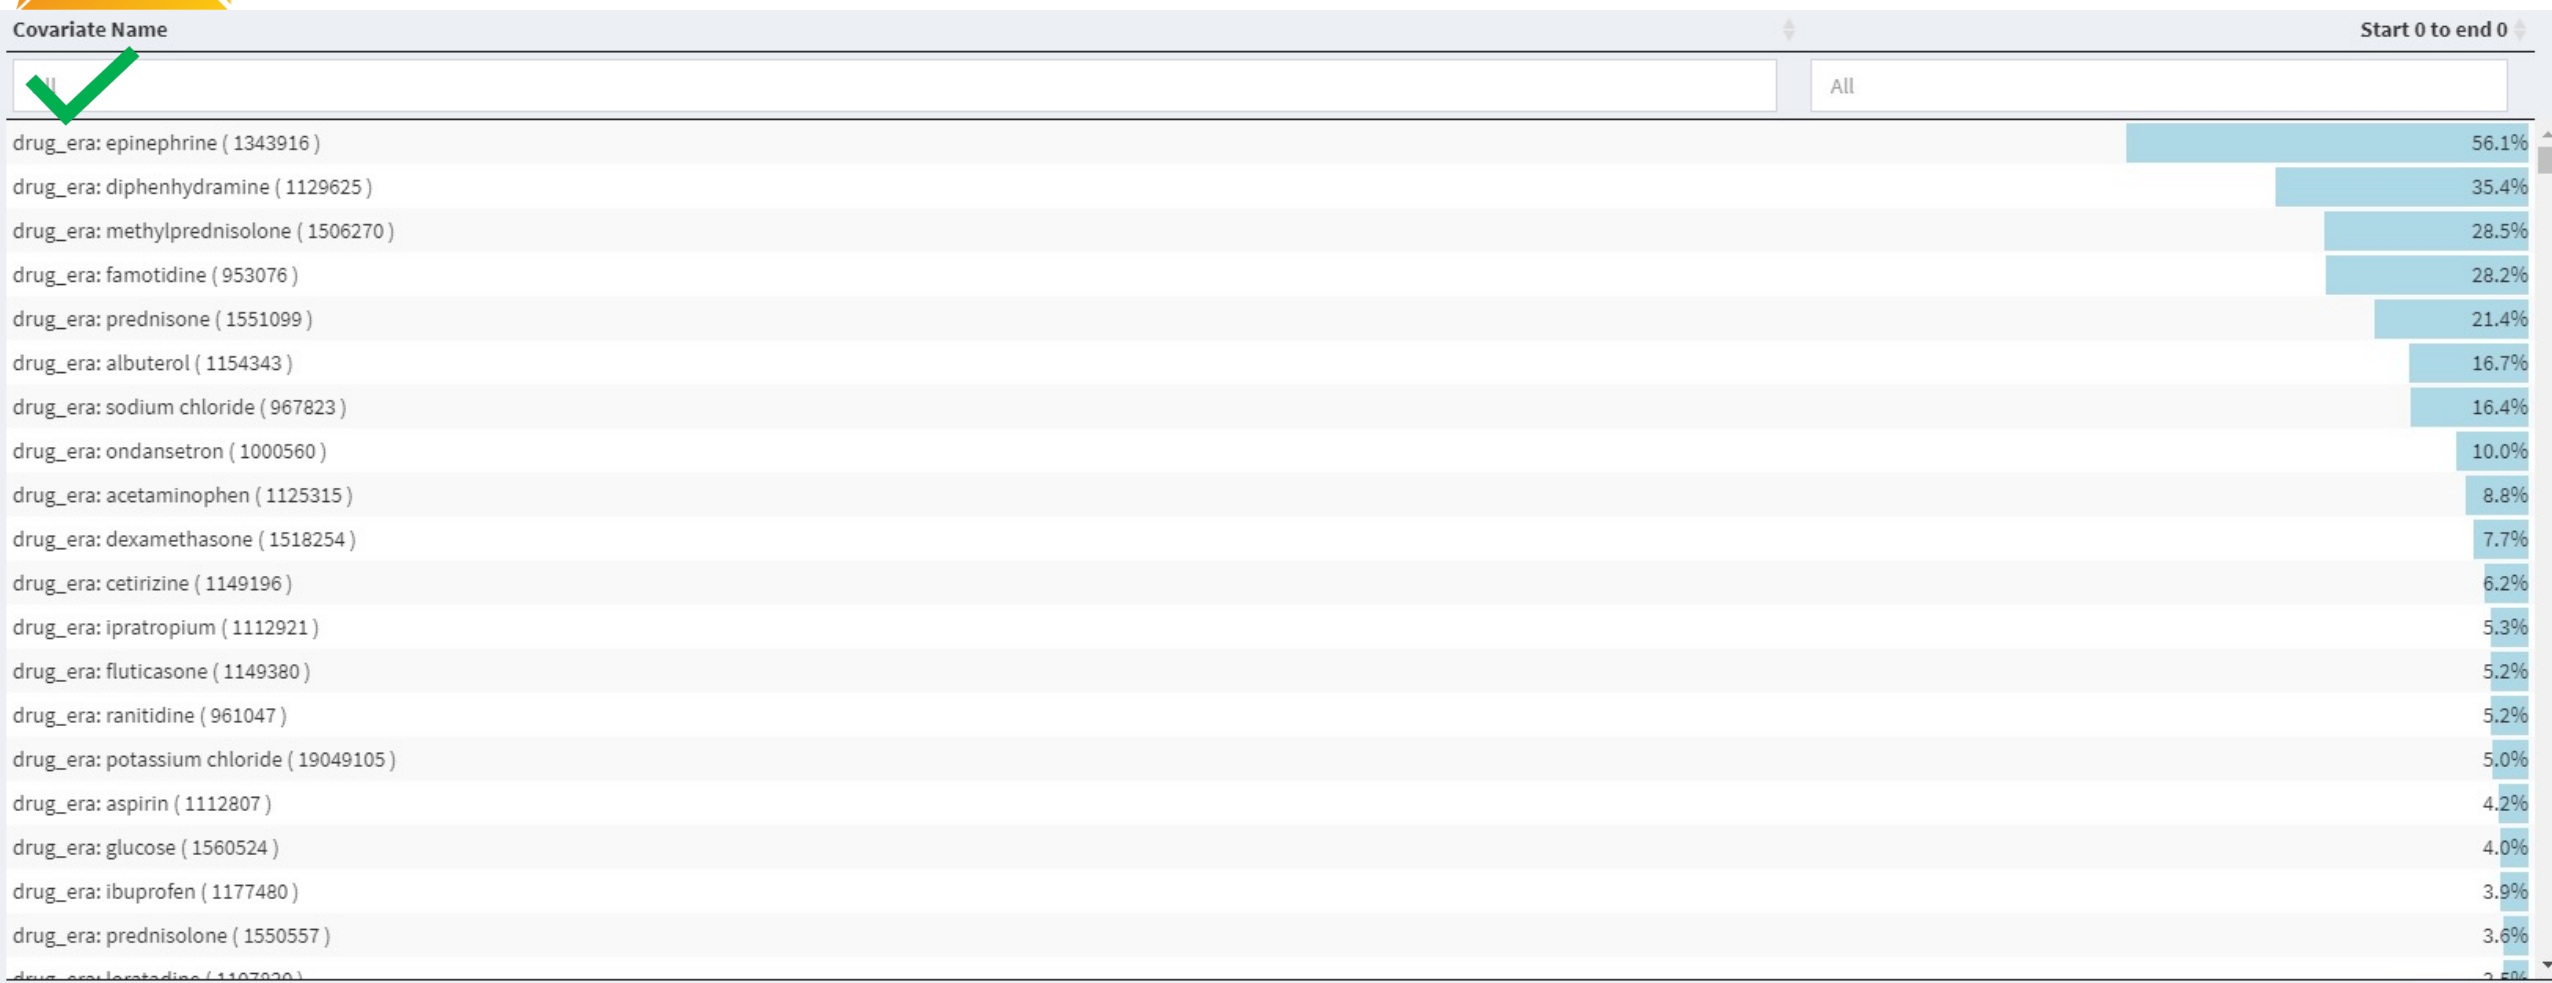 Covariate Name Start 0 to end 0
All
drug_era: epinephrine ( 1343916 ) 56.1%
drug_era: diphenhydramine ( 1129625 ) 35.4%
drug_era: methylprednisolone ( 1506270 ) 28.5%
drug_era: famotidine ( 953076 ) 28.2%
drug_era: prednisone ( 1551099 ) 21.4%
drug_era: albuterol ( 1154343 ) 16.7%
drug_era: sodium chloride ( 967823 ) 16.4%
drug_era: ondansetron ( 1000560 ) 10.0%
drug_era: acetaminophen ( 1125315 ) 8.8%
drug_era: dexamethasone ( 1518254 ) 7.7%
drug_era: cetirizine ( 1149196 ) 6.2%
drug_era: ipratropium ( 1112921 ) 5.3%
drug_era: fluticasone ( 1149380 ) 5.2%
drug_era: ranitidine ( 961047 ) 5.2%
drug_era: potassium chloride ( 19049105 ) 5.0%
drug_era: aspirin ( 1112807 ) 4.2%
drug_era: glucose ( 1560524 ) 4.0%
drug_era: ibuprofen ( 1177480 ) 3.9%
drug_era: prednisolone ( 1550557 ) 3.6%